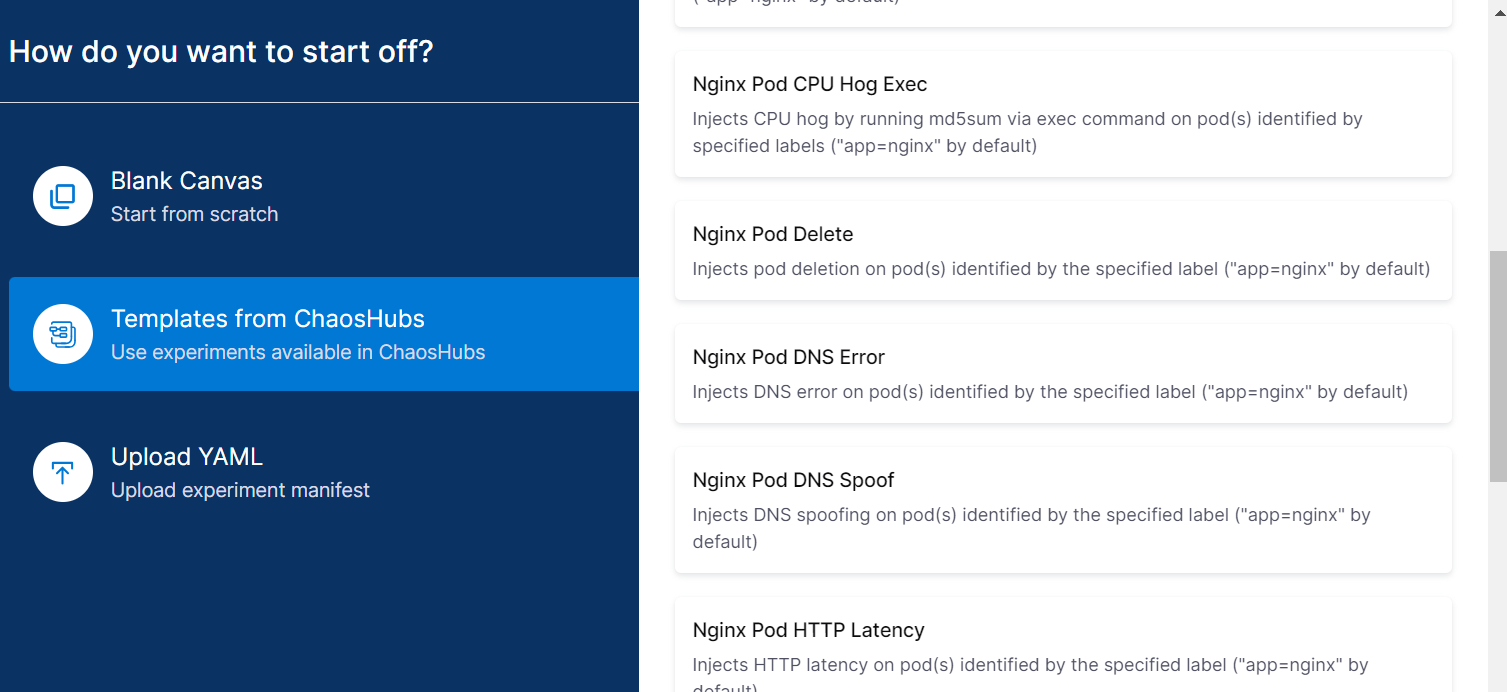 How do you want to start off?
Blank Canvas
Start from scratch
Templates from ChaosHubs
Use experiments available in ChaosHubs
Upload YAML
Upload experiment manifest
("app=nginx" by default)
Nginx Pod CPU Hog Exec
Injects CPU hog by running md5sum via exec command on pod(s) identified by
specified labels ("app=nginx" by default)
Nginx Pod Delete
Injects pod deletion on pod(s) identified by the specified label ("app=nginx" by default)
Nginx Pod DNS Error
Injects DNS error on pod(s) identified by the specified label ("app=nginx" by default)
Nginx Pod DNS Spoof
Injects DNS spoofing on pod(s) identified by the specified label ("app=nginx" by
default)
Nginx Pod HTTP Latency
Injects HTTP latency on pod(s) identified by the specified label ("app=nginx" by
default)